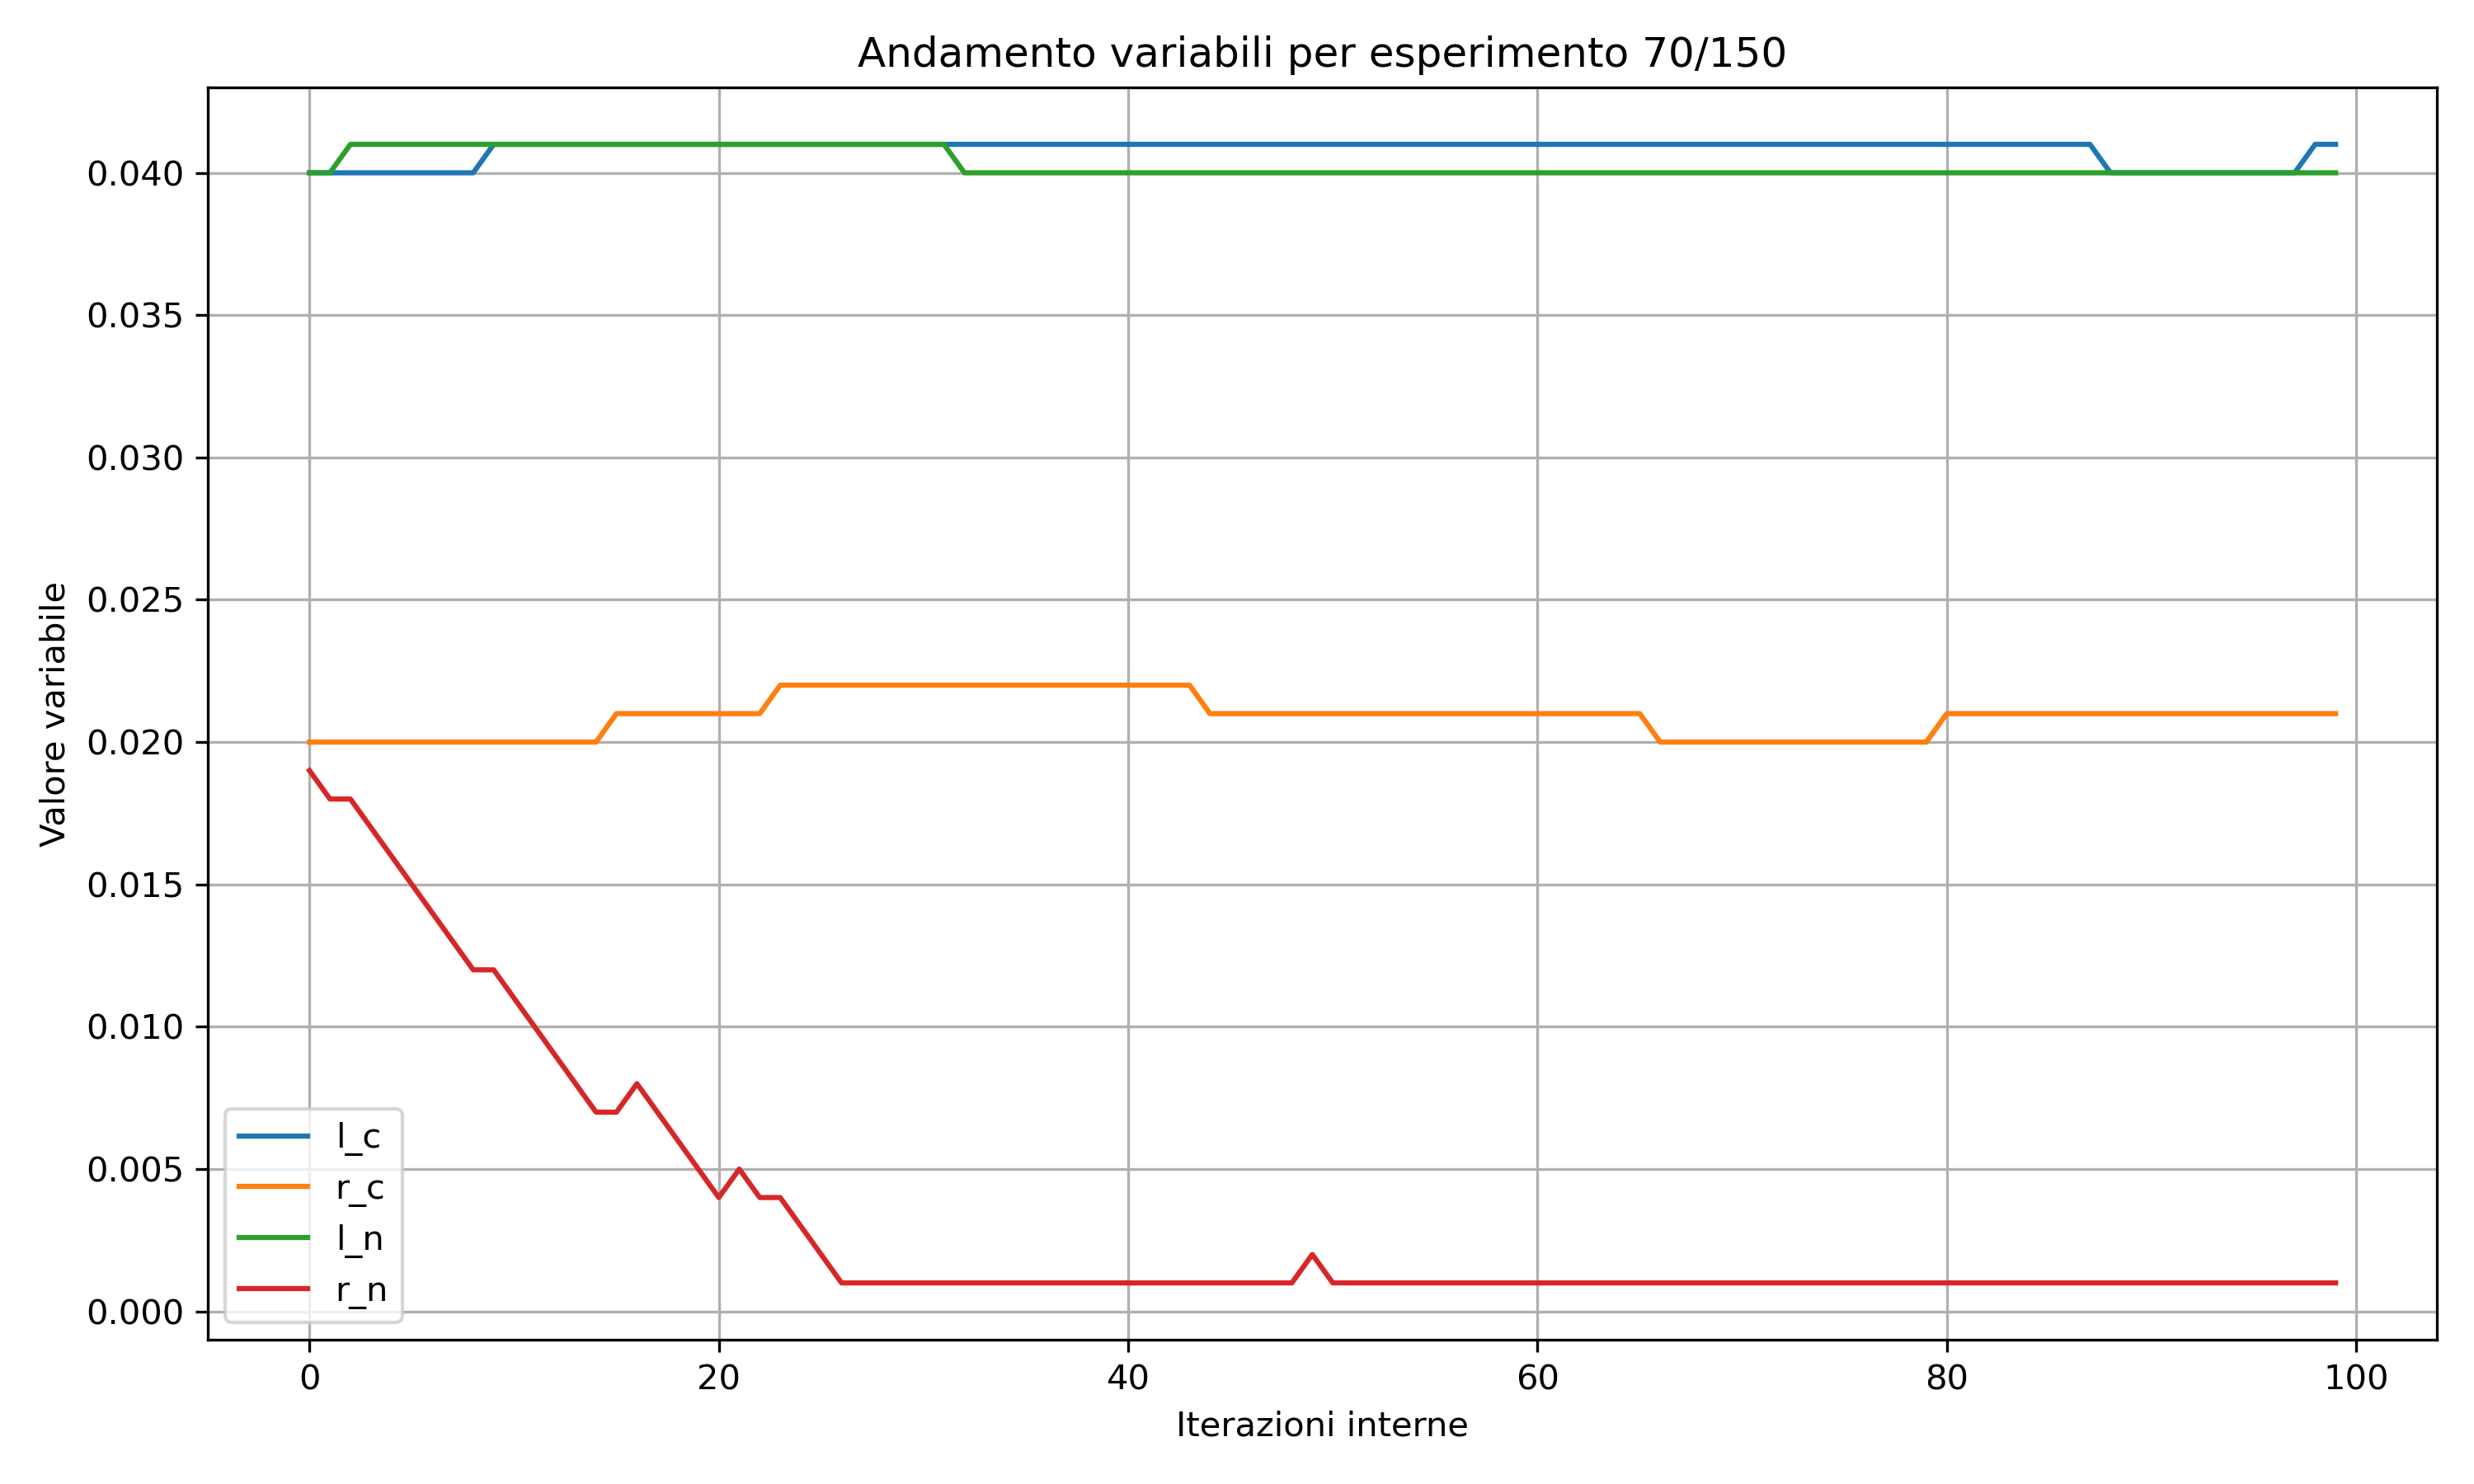 Andamento variabili per esperimento 70/150
Valore variabile
0.040
0.035
0.030
0.025
0.020
0.015
0.010
0.005
0.000
l_c
r_c
l_n
r_n
0 20 40 60 80 100
Iterazioni interne